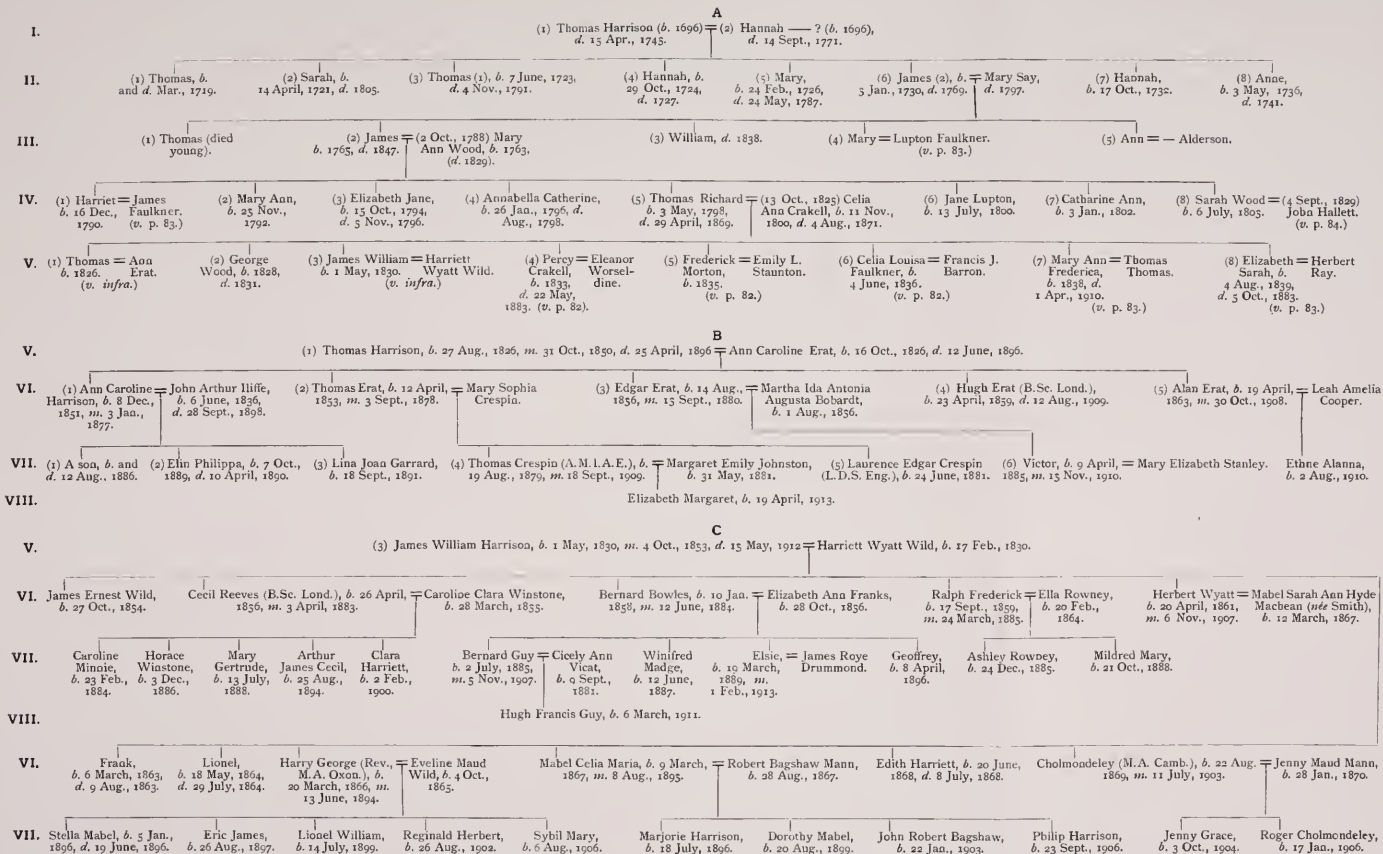 A
I. (1) Thomas Harrison (b. 1696) = (2) Hannah — ? (b. 1696),
d. 15 Apr., 1745. d. 14 Sept., 1771.
II. (1) Thomas, b. (2) Sarah, b. (3) Thomas (1), b. 7 June, 1723, (4) Hannah, b. (5) Mary, (6) James (2), b. = Mary Say, (7) Hannah, (8) Anne,
and d. Mar., 1719. 14 April, 1721, d. 1805. d. 4 Nov., 1791. 29 Oct., 1724, b. 24 Feb., 1726, 3 Jan., 1730, d. 1769. d. 1797. b. 17 Oct., 1732. b. 3 May, 1736,
d. 1727. d. 24 May, 1787. d. 1741.
III. (1) Thomas (died (2) James = (2 Oct., 1788) Mary (3) William, d. 1838. (4) Mary = Lupton Faulkner. (5) Ann = — Alderson.
young). b. 1765, d. 1847. Ann Wood, b. 1763, (v. p. 83.)
(d. 1829).
IV. (1) Harriet = James (2) Mary Ann, (3) Elizabeth Jane, (4) Annabella Catherine, (5) Thomas Richard = (13 Oct., 1825) Celia (6) Jane Lupton, (7) Catharine Ann, (8) Sarah Wood = (4 Sept., 1829)
b. 16 Dec., Faulkner. b. 25 Nov., b. 15 Oct., 1794, b. 26 Jan., 1796, d. b. 3 May, 1798, Ann Crakell, b. 11 Nov., b. 13 July, 1800. b. 3 Jan., 1802. b. 6 July, 1805. John Hallett.
1790. (v. p. 83.) 1792. d. 5 Nov., 1796. Aug., 1798. d. 29 April, 1869. 1800, d. 4 Aug., 1871. (v. p. 84.)
V. (1) Thomas = Ann (2) George (3) James William = Harriett (4) Percy = Eleanor (5) Frederick = Emily L. (6) Celia Louisa = Francis J. (7) Mary Ann = Thomas (8) Elizabeth = Herbert
b. 1826. Erat. Wood, b. 1828, b. 1 May, 1830. Wyatt Wild. Crakell, Worsel- Morton, Staunton. Faulkner, b. Barron. Frederica, Thomas. Sarah, b. Ray.
(v. infra.) d. 1831. (v. infra.) b. 1833, dine. b. 1835. 4 June, 1836. b. 1838, d. 4 Aug., 1839,
d. 22 May, (v. p. 82.) (v. p. 82.) 1 Apr., 1910. d. 5 Oct., 1883.
1883. (v. p. 82). (v. p. 83.) (v. p. 83.)
B
V. (1) Thomas Harrison, b. 27 Aug., 1826, m. 31 Oct., 1850, d. 25 April, 1896 = Ann Caroline Erat, b. 16 Oct., 1826, d. 12 June, 1896.
VI. (1) Ann Caroline = John Arthur Iliffe, (2) Thomas Erat, b. 12 April, = Mary Sophia (3) Edgar Erat, b. 14 Aug., = Martha Ida Antonia (4) Hugh Erat (B.Sc. Lond.), (5) Alan Erat, b. 19 April, = Leah Amelia
Harrison, b. 8 Dec., b. 6 June, 1836, 1853, m. 3 Sept., 1878. Crespin. 1856, m. 15 Sept., 1880. Augusta Bobardt, b. 23 April, 1859, d. 12 Aug., 1909. 1863, m. 30 Oct., 1908. Cooper.
1851, m. 3 Jan., d. 28 Sept., 1898. b. 1 Aug., 1856.
1877.
VII. (1) A son, b. and (2) Elin Philippa, b. 7 Oct., (3) Lina Joan Garrard, (4) Thomas Crespin (A.M.I.A.E.), b. = Margaret Emily Johnston, (5) Laurence Edgar Crespin (6) Victor, b. 9 April, = Mary Elizabeth Stanley. Ethne Alanna,
d. 12 Aug., 1886. 1889, d. 10 April, 1890. b. 18 Sept., 1891. 19 Aug., 1879, m. 18 Sept., 1909. b. 31 May, 1881. (L.D.S. Eng.), b. 24 June, 1881. 1885, m. 15 Nov., 1910. b. 2 Aug., 1910.
VIII. Elizabeth Margaret, b. 19 April, 1913.
C
V. (3) James William Harrison, b. 1 May, 1830, m. 4 Oct., 1853, d. 15 May, 1912 = Harriett Wyatt Wild, b. 17 Feb., 1830.
VI. James Ernest Wild, Cecil Reeves (B.Sc. Lond.), b. 26 April, = Caroline Clara Winstone, Bernard Bowles, b. 10 Jan. = Elizabeth Ann Franks, Ralph Frederick = Ella Rowney, Herbert Wyatt = Mabel Sarah Ann Hyde
b. 27 Oct., 1854. 1856, m. 3 April, 1883. b. 28 March, 1855. 1858, m. 12 June, 1884. b. 28 Oct., 1856. b. 17 Sept., 1859, b. 20 Feb., b. 20 April, 1861, Macbean (née Smith),
m. 24 March, 1885. 1864. m. 6 Nov., 1907. b. 12 March, 1867.
VII. Caroline Horace Mary Arthur Clara Bernard Guy = Cicely Ann Winifred Elsie, = James Roye Geoffrey, Ashley Rowney, Mildred Mary,
Minnie, Winstone, Gertrude, James Cecil, Harriett, b. 2 July, 1885, Vicat, Madge, b. 19 March, Drummond. b. 8 April, b. 24 Dec., 1885. b. 21 Oct., 1888.
b. 23 Feb., b. 3 Dec., b. 13 July, b. 25 Aug., b. 2 Feb., m. 5 Nov., 1907. b. 9 Sept., b. 12 June, 1889, m. 1896.
1884. 1886. 1888. 1894. 1900. 1881. 1887. 1 Feb., 1913.
VIII. Hugh Francis Guy, b. 6 March, 1911.
VI. Frank, Lionel, Harry George (Rev., = Eveline Maud Mabel Celia Maria, b. 9 March, = Robert Bagshaw Mann, Edith Harriett, b. 20 June, Cholmondeley (M.A. Camb.), b. 22 Aug. = Jenny Maud Mann,
b. 6 March, 1863, b. 18 May, 1864, M.A. Oxon.), b. Wild, b. 4 Oct., 1867, m. 8 Aug., 1895. b. 28 Aug., 1867. 1868, d. 8 July, 1868. 1869, m. 11 July, 1903. b. 28 Jan., 1870.
d. 9 Aug., 1863. d. 29 July, 1864. 20 March, 1866, m. 1865.
13 June, 1894.
VII. Stella Mabel, b. 5 Jan., Eric James, Lionel William, Reginald Herbert, Sybil Mary, Marjorie Harrison, Dorothy Mabel, John Robert Bagshaw, Philip Harrison, Jenny Grace, Roger Cholmondeley,
1896, d. 19 June, 1896. b. 26 Aug., 1897. b. 14 July, 1899. b. 26 Aug., 1902. b. 6 Aug., 1906. b. 18 July, 1896. b. 20 Aug., 1899. b. 22 Jan., 1903. b. 23 Sept., 1906. b. 3 Oct., 1904. b. 17 Jan., 1906.